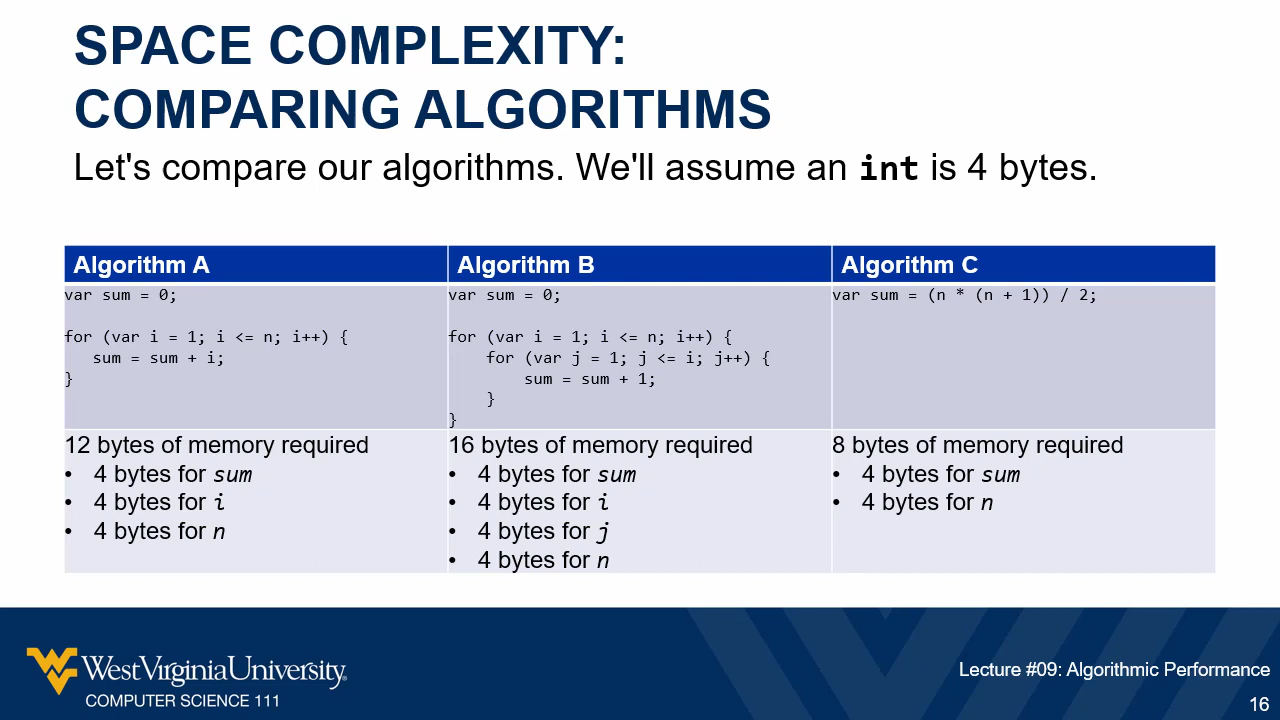 SPACE COMPLEXITY:
COMPARING ALGORITHMS
Let's compare our algorithms. We'll assume an int is 4 bytes.
Algorithm A
var sum = 0;
for (var i = 1; i <= n; i++) {
   sum = sum + i;
}
12 bytes of memory required
• 4 bytes for sum
• 4 bytes for i
• 4 bytes for n
Algorithm B
var sum = 0;
for (var i = 1; i <= n; i++) {
    for (var j = 1; j <= i; j++) {
        sum = sum + 1;
    }
}
16 bytes of memory required
• 4 bytes for sum
• 4 bytes for i
• 4 bytes for j
• 4 bytes for n
Algorithm C
var sum = (n * (n + 1)) / 2;
8 bytes of memory required
• 4 bytes for sum
• 4 bytes for n
WestVirginiaUniversity®
COMPUTER SCIENCE 111
Lecture #09: Algorithmic Performance
16